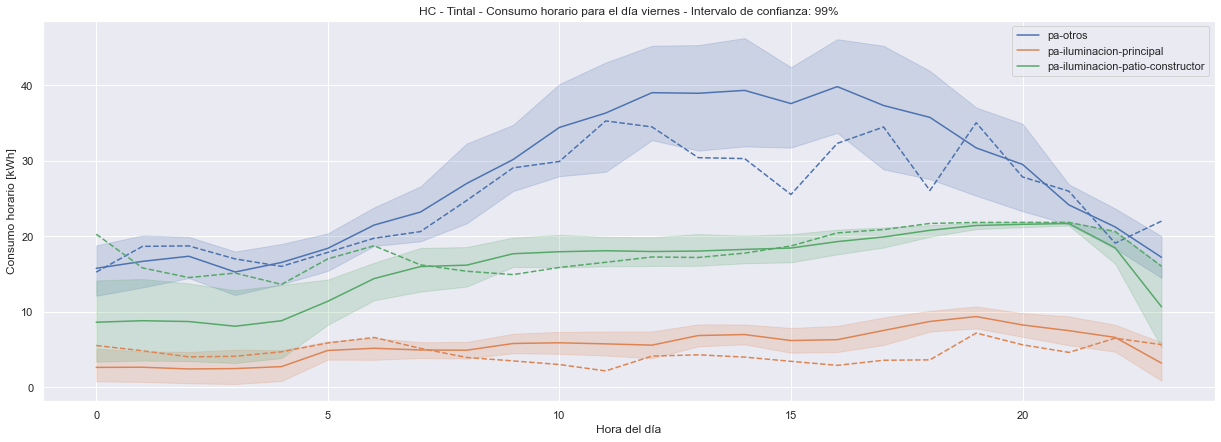 HC - Tintal - Consumo horario para el día viernes - Intervalo de confianza: 99%
pa-otros
pa-iluminacion-principal
pa-iluminacion-patio-constructor
Consumo horario [kWh]
40
30
20
10
0
0 5 10 15 20
Hora del día